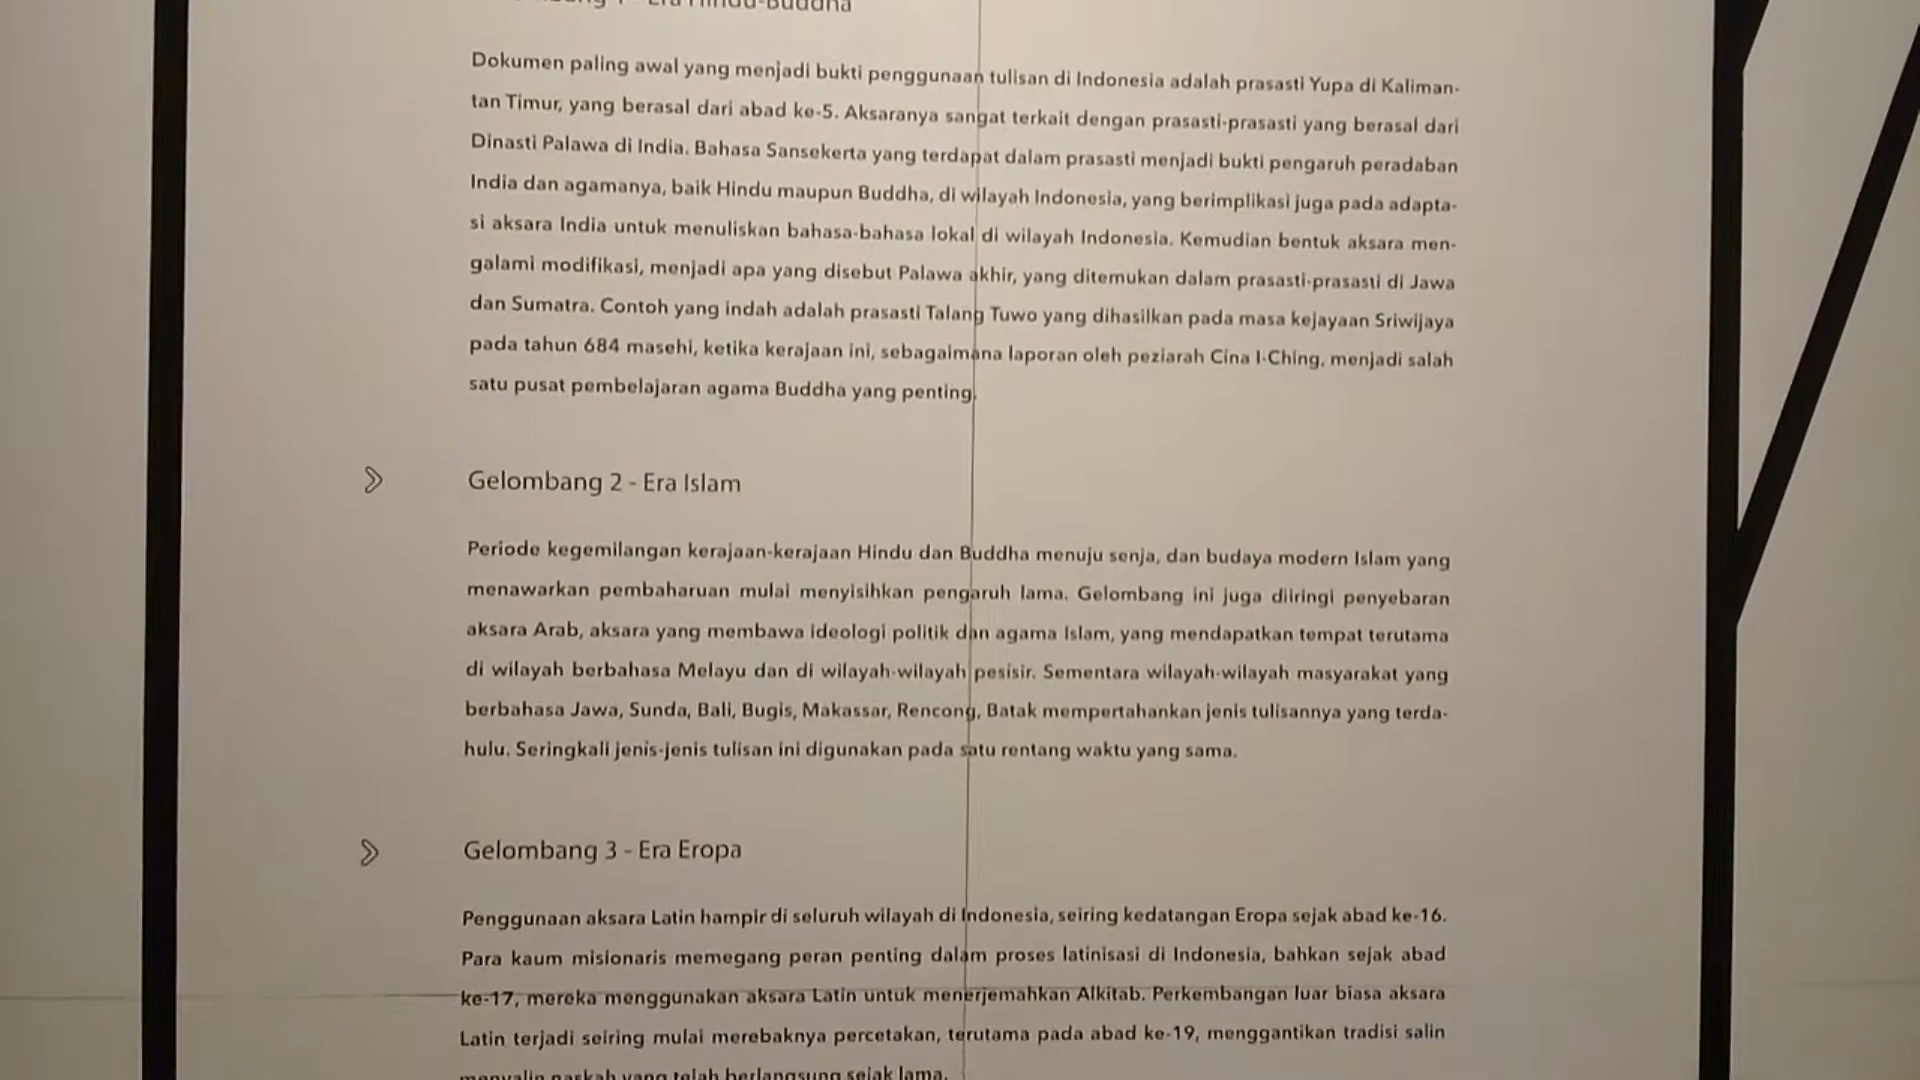 1 - Era Hindu-Buddha
Dokumen paling awal yang menjadi bukti penggunaan tulisan di Indonesia adalah prasasti Yupa di Kaliman-
tan Timur, yang berasal dari abad ke-5. Aksaranya sangat terkait dengan prasasti-prasasti yang berasal dari
Dinasti Palawa di India. Bahasa Sansekerta yang terdapat dalam prasasti menjadi bukti pengaruh peradaban
India dan agamanya, baik Hindu maupun Buddha, di wilayah Indonesia, yang berimplikasi juga pada adapta-
si aksara India untuk menuliskan bahasa-bahasa lokal di wilayah Indonesia. Kemudian bentuk aksara men-
galami modifikasi, menjadi apa yang disebut Palawa akhir, yang ditemukan dalam prasasti-prasasti di Jawa
dan Sumatra. Contoh yang indah adalah prasasti Talang Tuwo yang dihasilkan pada masa kejayaan Sriwijaya
pada tahun 684 masehi, ketika kerajaan ini, sebagaimana laporan oleh peziarah Cina I-Ching, menjadi salah
satu pusat pembelajaran agama Buddha yang penting.
Gelombang 2 - Era Islam
Periode kegemilangan kerajaan-kerajaan Hindu dan Buddha menuju senja, dan budaya modern Islam yang
menawarkan pembaharuan mulai menyisihkan pengaruh lama. Gelombang ini juga diiringi penyebaran
aksara Arab, aksara yang membawa ideologi politik dan agama Islam, yang mendapatkan tempat terutama
di wilayah berbahasa Melayu dan di wilayah-wilayah pesisir. Sementara wilayah-wilayah masyarakat yang
berbahasa Jawa, Sunda, Bali, Bugis, Makassar, Rencong, Batak mempertahankan jenis tulisannya yang terda-
hulu. Seringkali jenis-jenis tulisan ini digunakan pada satu rentang waktu yang sama.
Gelombang 3 - Era Eropa
Penggunaan aksara Latin hampir di seluruh wilayah di Indonesia, seiring kedatangan Eropa sejak abad ke-16.
Para kaum misionaris memegang peran penting dalam proses latinisasi di Indonesia, bahkan sejak abad
ke-17, mereka menggunakan aksara Latin untuk menerjemahkan Alkitab. Perkembangan luar biasa aksara
Latin terjadi seiring mulai merebaknya percetakan, terutama pada abad ke-19, menggantikan tradisi salin
menyalin naskah yang telah berlangsung sejak lama.